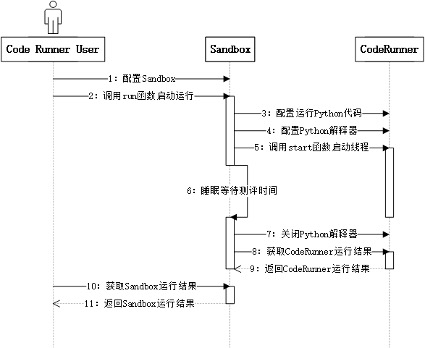 Code Runner User
Sandbox
CodeRunner
1: 配置Sandbox
2: 调用run函数启动运行
3: 配置运行Python代码
4: 配置Python解释器
5: 调用start函数启动线程
6: 睡眠等待测评时间
7: 关闭Python解释器
8: 获取CodeRunner运行结果
9: 返回CodeRunner运行结果
10: 获取Sandbox运行结果
11: 返回Sandbox运行结果